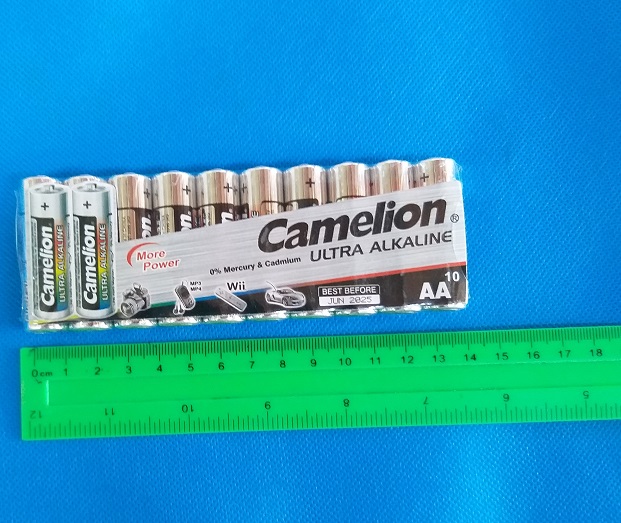 Camelion
ULTRA ALKALINE
Camelion
ULTRA ALKALINE
Camelion®
ULTRA ALKALINE
More
Power
0% Mercury & Cadmium
MP3
MP4
Wii
BEST BEFORE
JUN 2025
10
AA
0cm 1 2 3 4 5 6 7 8 9 10 11 12 13 14 15 16 17 18
12 11 10 9 8 7 6 5